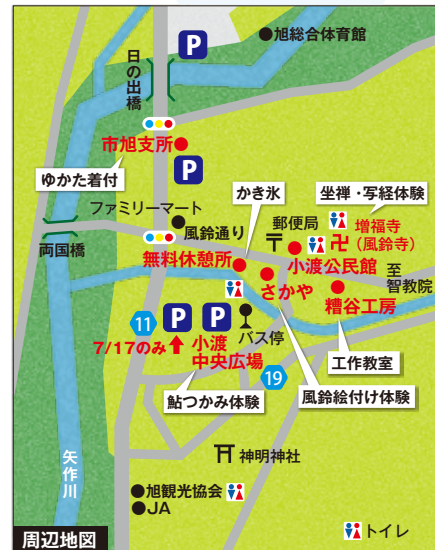 P
旭総合体育館
日の出橋
市旭支所
P
ゆかた着付
かき氷
坐禅・写経体験
ファミリーマート
郵便局
増福寺
(風鈴寺)
風鈴通り
〒
卍
両国橋
無料休憩所
小渡公民館
至
智教院
さかや
糟谷工房
11
P
P
バス停
7/17のみ
小渡
中央広場
工作教室
19
鮎つかみ体験
風鈴絵付け体験
矢作川
神明神社
旭観光協会
JA
周辺地図
トイレ